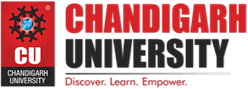 ®
CU
CHANDIGARH
UNIVERSITY
CHANDIGARH
UNIVERSITY
Discover. Learn. Empower.